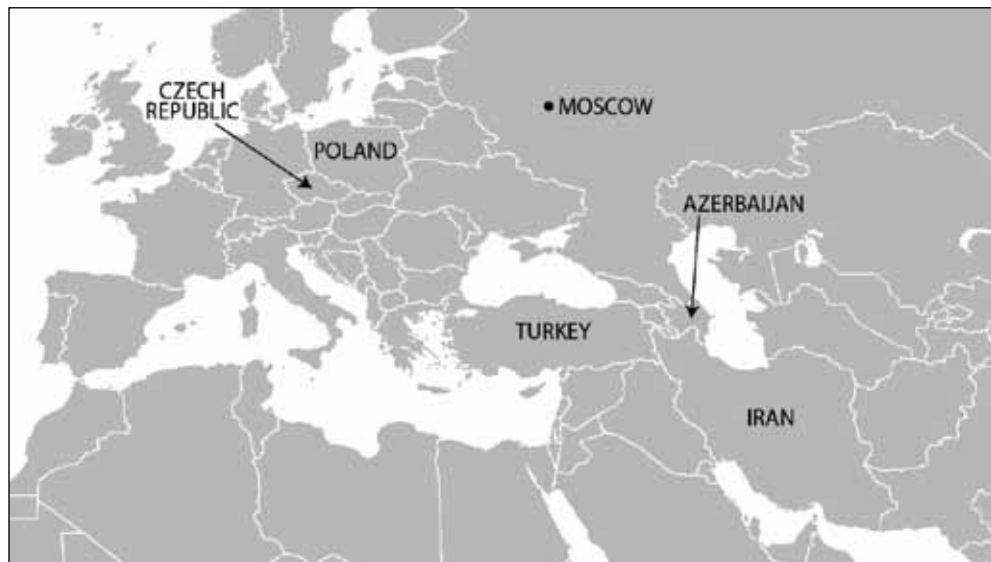 CZECH
REPUBLIC
POLAND
MOSCOW
AZERBAIJAN
TURKEY
IRAN